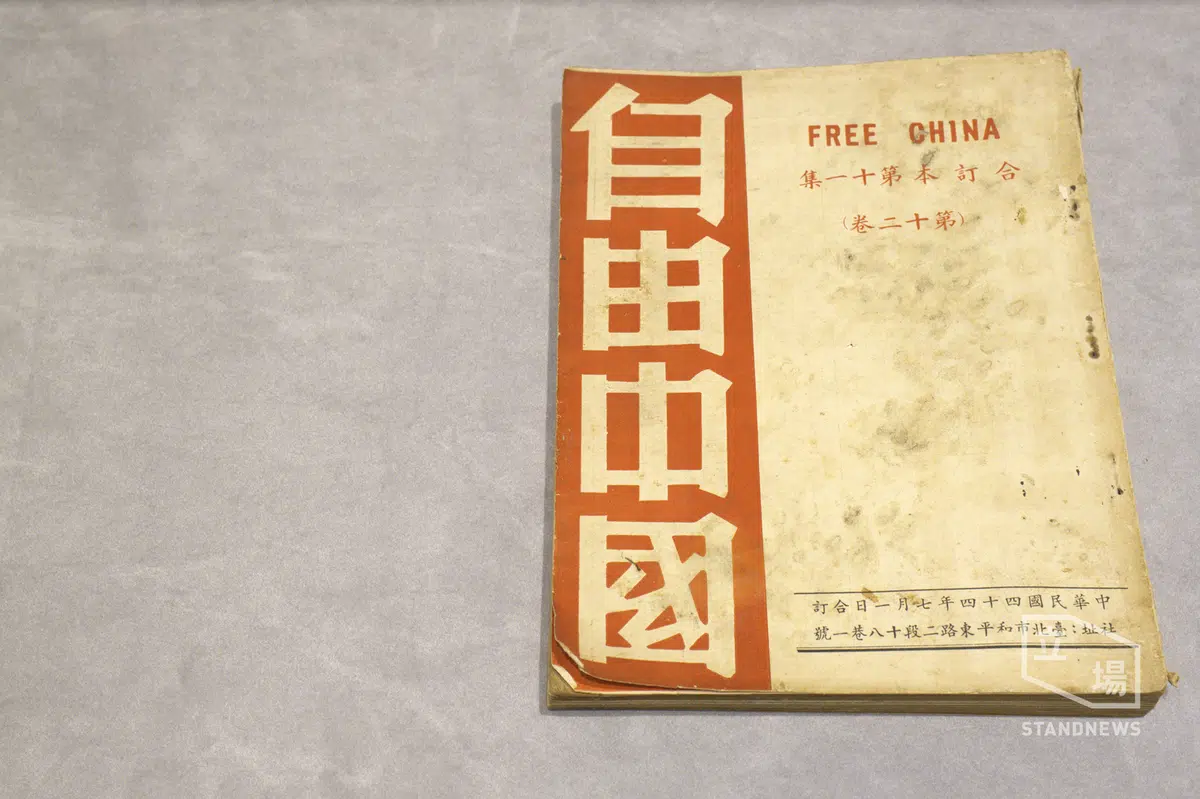 自由中國
FREE CHINA
合訂本第十一集
(第十二卷)
中華民國四十四年七月一日合訂
社址：臺北市和平東路二段十八巷一號
立場
STANDNEWS